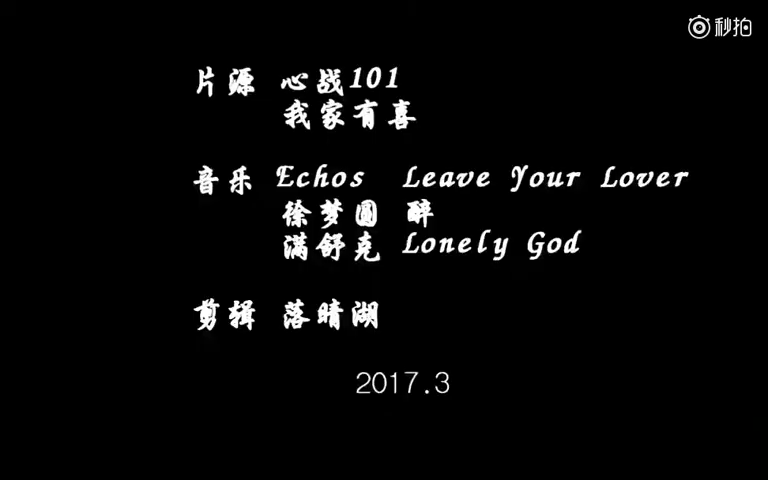 秒拍
片源 心战101
我家有喜
音乐 Echos Leave Your Lover
徐梦圆 醉
满舒克 Lonely God
剪辑 落晴湖
2017.3